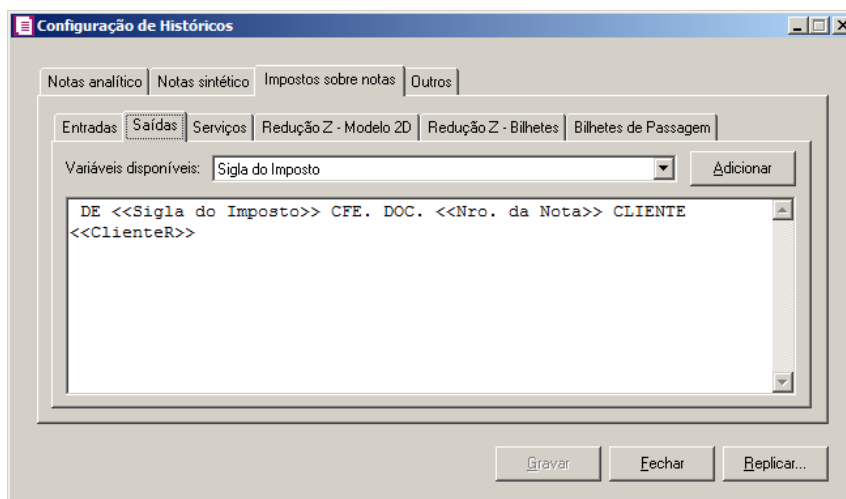 Configuração de Históricos
Notas analítico Notas sintético Impostos sobre notas Outros
Entradas Saídas Serviços Redução Z - Modelo 2D Redução Z - Bilhetes Bilhetes de Passagem
Variáveis disponíveis: Sigla do Imposto Adicionar
DE <<Sigla do Imposto>> CFE. DOC. <<Nro. da Nota>> CLIENTE
<<ClienteR>>
Gravar Fechar Replicar...